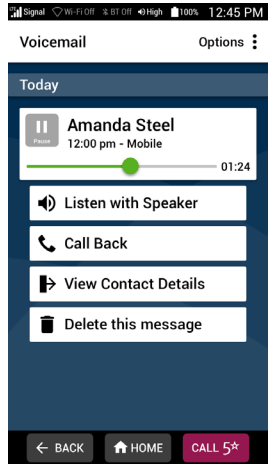 Signal Wi-Fi Off BT Off High 100% 12:45 PM
Voicemail Options
Today
Amanda Steel
Pause 12:00 pm - Mobile
01:24
Listen with Speaker
Call Back
View Contact Details
Delete this message
BACK HOME CALL 5☆